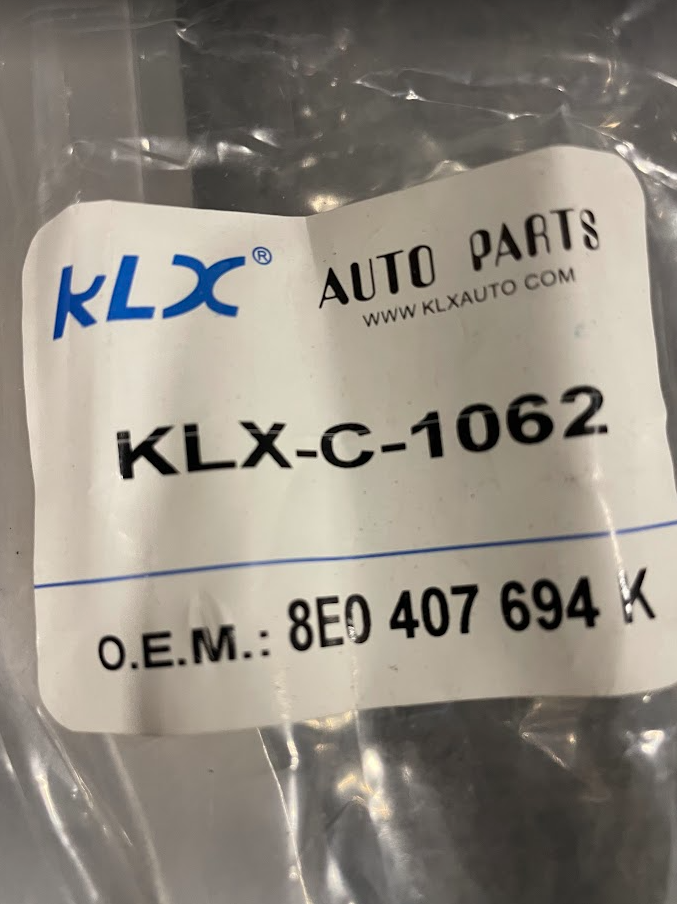 KLX® AUTO PARTS
WWW KLXAUTO COM
KLX-C-1062
O.E.M.: 8E0 407 694 K